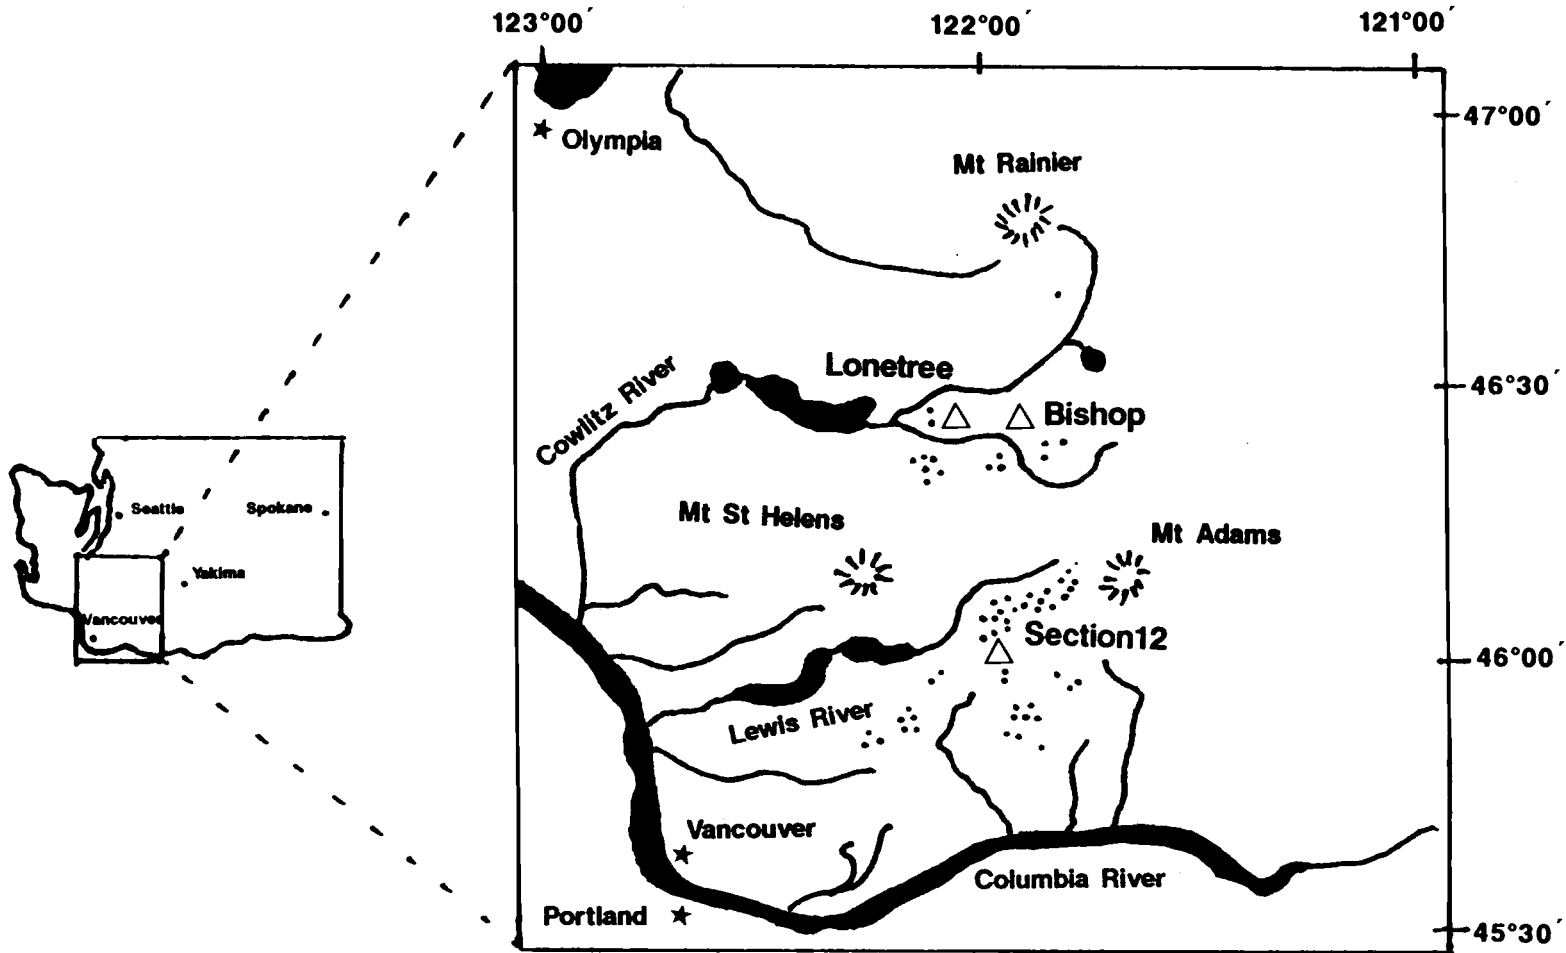 123°00′
122°00′
121°00′
47°00′
Olympia
Mt Rainier
Lonetree
46°30′
Cowlitz River
Bishop
Mt St Helens
Mt Adams
Seattle
Spokane
Yakima
Vancouver
Section12
46°00′
Lewis River
Vancouver
Columbia River
Portland
45°30′